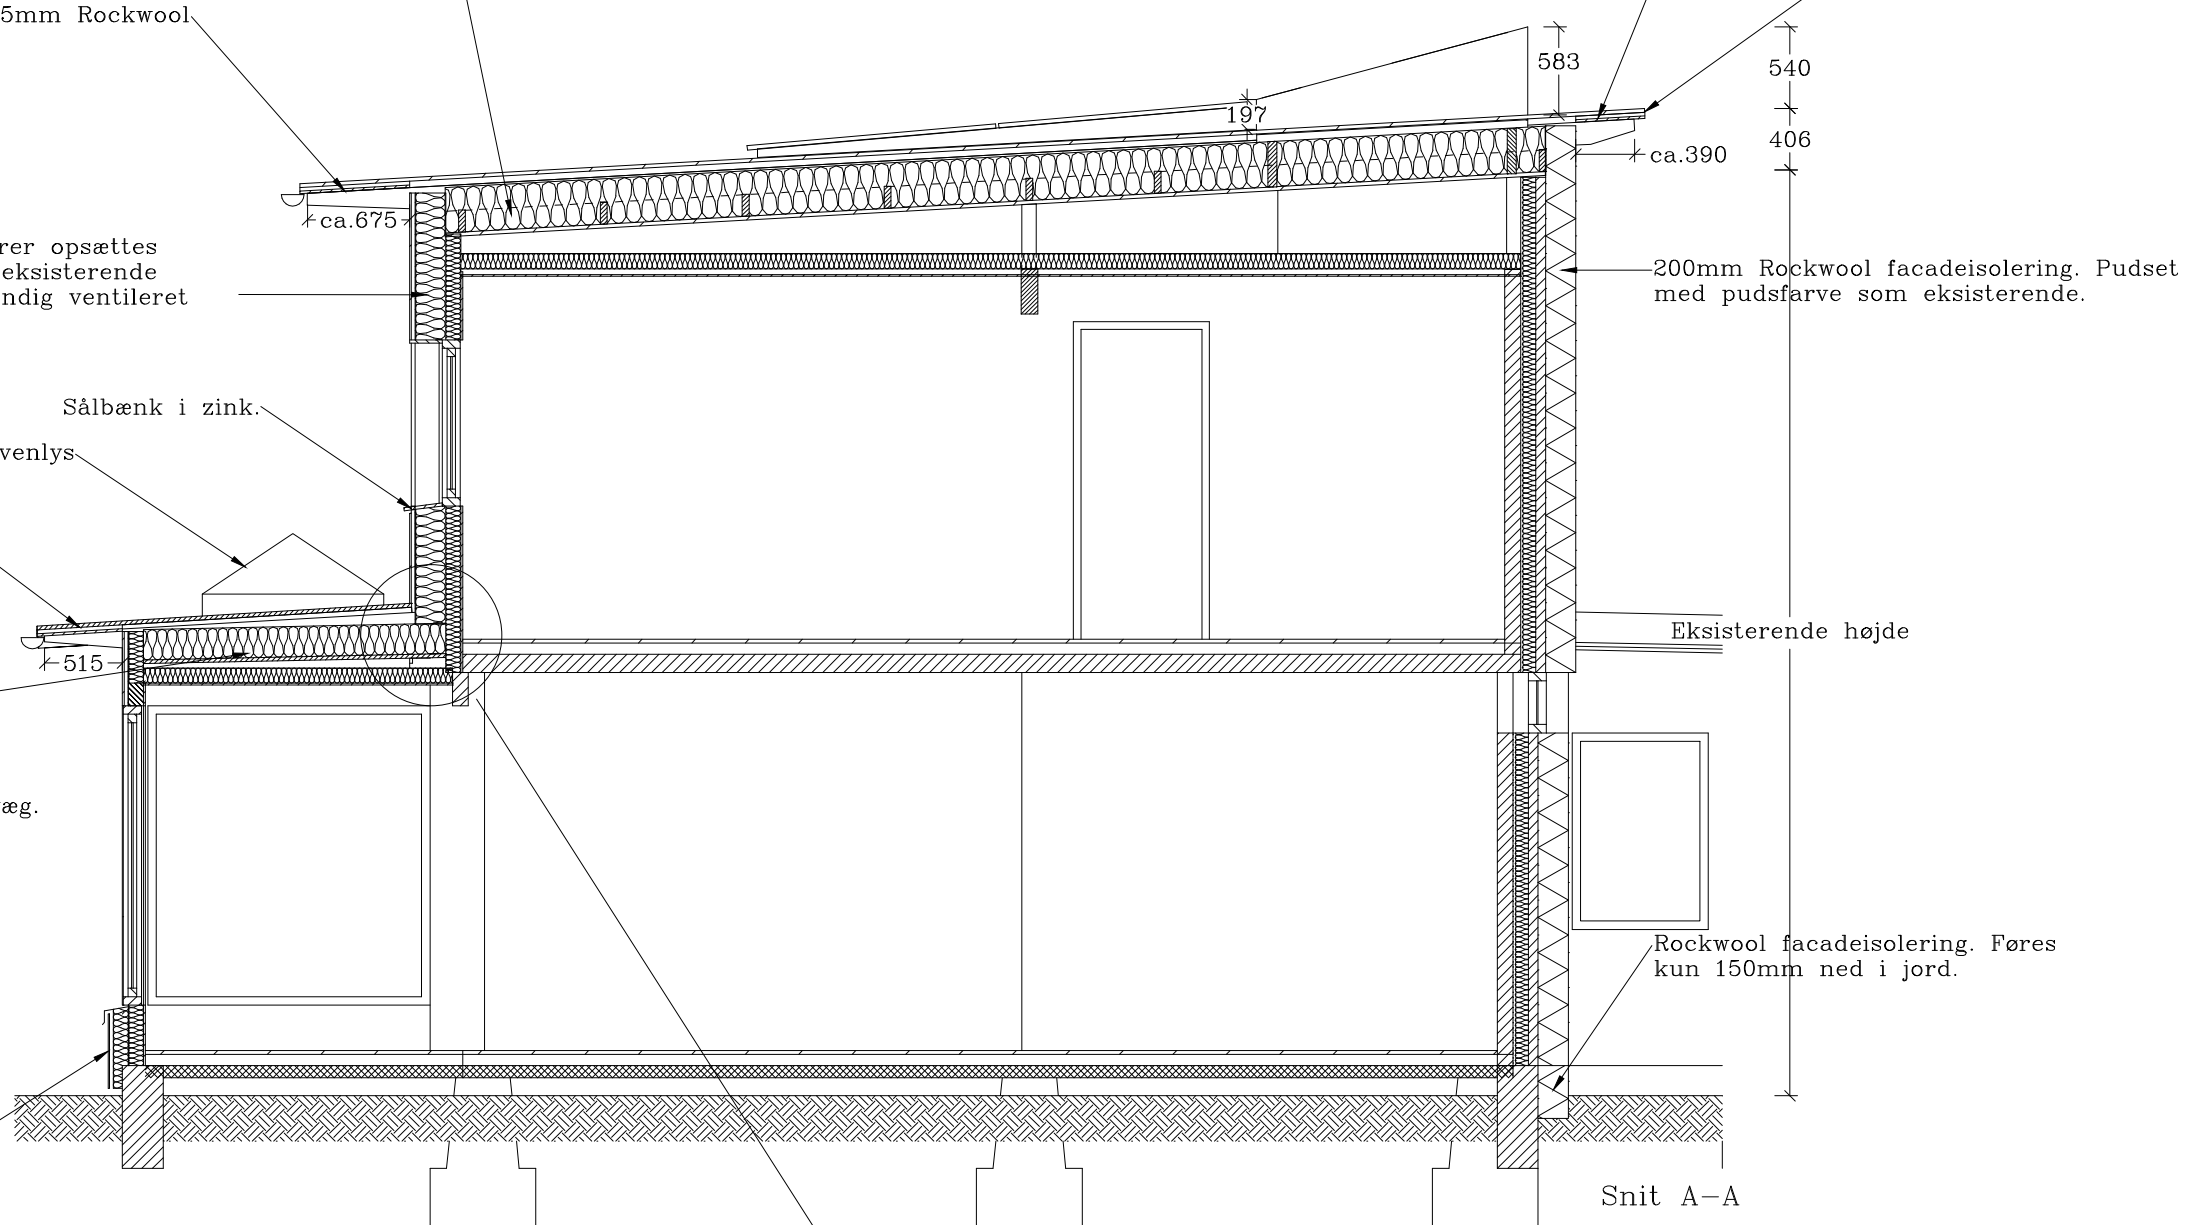 5mm Rockwool
583
540
197
406
ca.390
ca.675
rer opsættes
eksisterende
ndig ventileret
200mm Rockwool facadeisolering. Pudset
med pudsfarve som eksisterende.
Sålbænk i zink.
venlys
Eksisterende højde
515
æg.
Rockwool facadeisolering. Føres
kun 150mm ned i jord.
Snit A-A